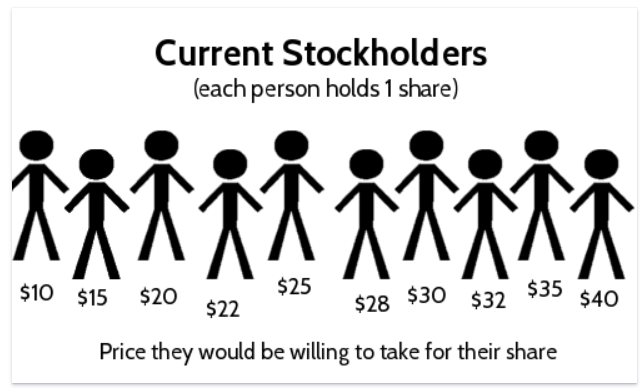 Current Stockholders
(each person holds 1 share)
$10 $15 $20 $22 $25 $28 $30 $32 $35 $40
Price they would be willing to take for their share